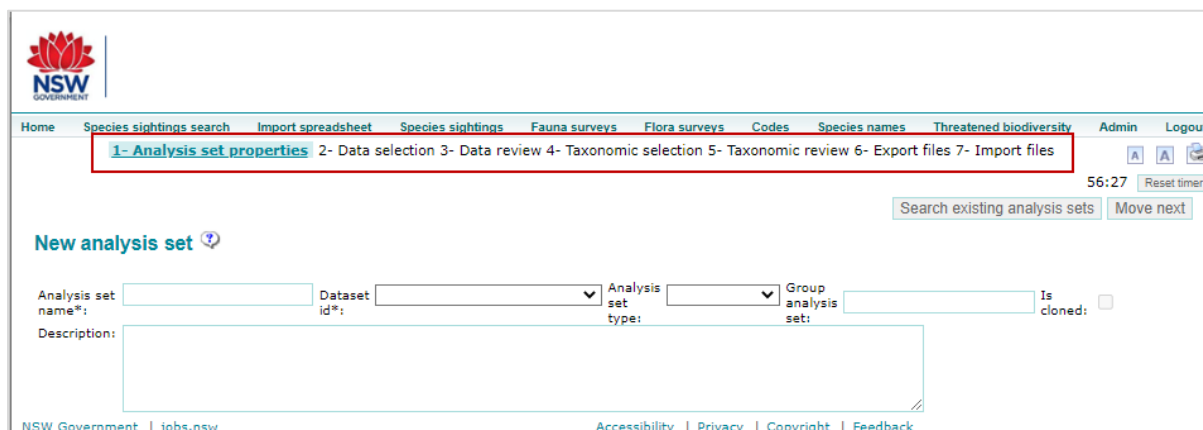 NSW
GOVERNMENT
Home Species sightings search Import spreadsheet Species sightings Fauna surveys Flora surveys Codes Species names Threatened biodiversity Admin Logou
1- Analysis set properties 2- Data selection 3- Data review 4- Taxonomic selection 5- Taxonomic review 6- Export files 7- Import files
A A
56:27 Reset timer
Search existing analysis sets Move next
New analysis set ?
Analysis set name*:
Dataset id*:
Analysis set type:
Group analysis set:
Is cloned:
Description:
NSW Government | jobs.nsw Accessibility | Privacy | Copyright | Feedback